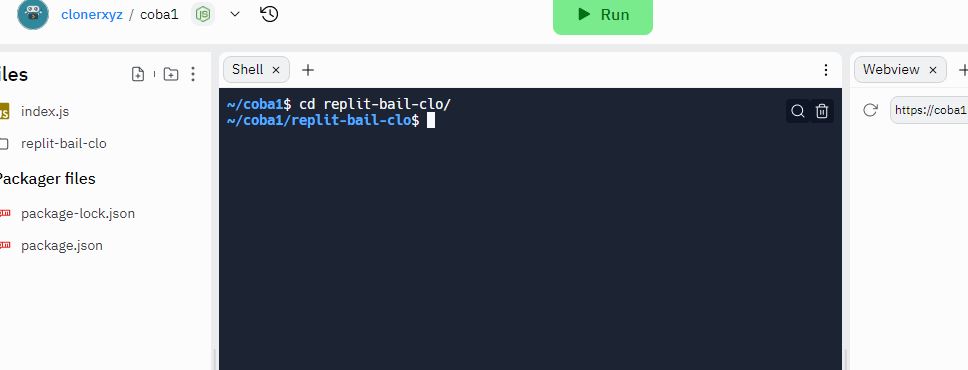 clonerxyz / coba1
Run
iles
Shell
Webview
index.js
replit-bail-clo
Packager files
package-lock.json
package.json
~/coba1$ cd replit-bail-clo/
~/coba1/replit-bail-clo$
https://coba1